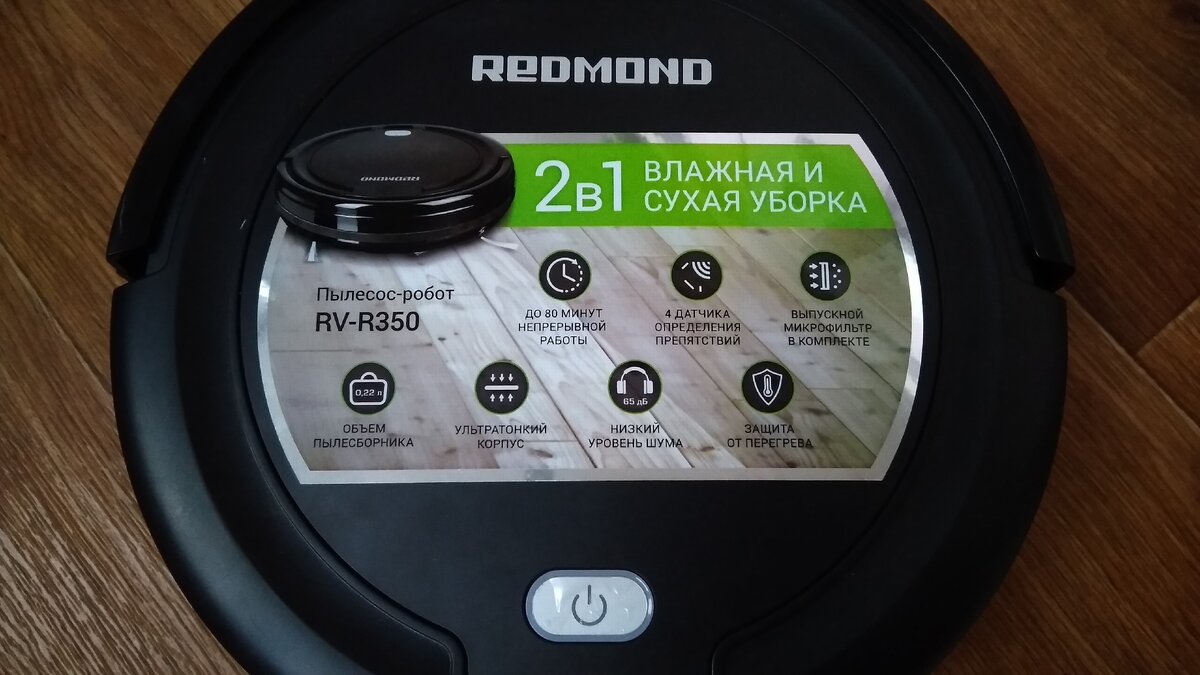 REDMOND
2в1
ВЛАЖНАЯ И
СУХАЯ УБОРКА
REDMOND
Пылесос-робот
RV-R350
ДО 80 МИНУТ
НЕПРЕРЫВНОЙ
РАБОТЫ
4 ДАТЧИКА
ОПРЕДЕЛЕНИЯ
ПРЕПЯТСТВИЙ
ВЫПУСКНОЙ
МИКРОФИЛЬТР
В КОМПЛЕКТЕ
0,22 л
ОБЪЕМ
ПЫЛЕСБОРНИКА
УЛЬТРАТОНКИЙ
КОРПУС
65 дБ
НИЗКИЙ
УРОВЕНЬ ШУМА
ЗАЩИТА
ОТ ПЕРЕГРЕВА